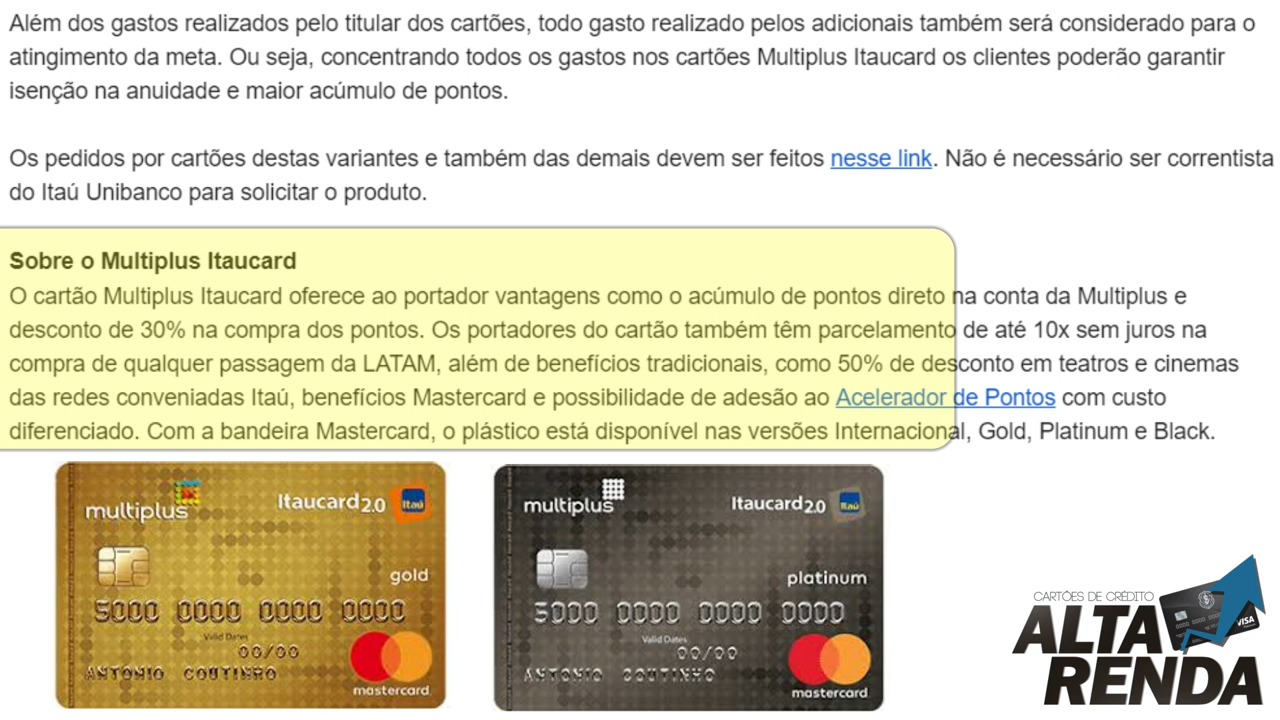 Além dos gastos realizados pelo titular dos cartões, todo gasto realizado pelos adicionais também será considerado para o
atingimento da meta. Ou seja, concentrando todos os gastos nos cartões Multiplus Itaucard os clientes poderão garantir
isenção na anuidade e maior acúmulo de pontos.
Os pedidos por cartões destas variantes e também das demais devem ser feitos nesse link. Não é necessário ser correntista
do Itaú Unibanco para solicitar o produto.
Sobre o Multiplus Itaucard
O cartão Multiplus Itaucard oferece ao portador vantagens como o acúmulo de pontos direto na conta da Multiplus e
desconto de 30% na compra dos pontos. Os portadores do cartão também têm parcelamento de até 10x sem juros na
compra de qualquer passagem da LATAM, além de benefícios tradicionais, como 50% de desconto em teatros e cinemas
das redes conveniadas Itaú, benefícios Mastercard e possibilidade de adesão ao Acelerador de Pontos com custo
diferenciado. Com a bandeira Mastercard, o plástico está disponível nas versões Internacional, Gold, Platinum e Black.
multiplus Itaucard 2.0 Itaú
gold
5000 0000 0000 0000
Valid Dates
00/00
ANTONIO COUTINHO
mastercard
multiplus Itaucard 2.0 Itaú
platinum
5000 0000 0000 0000
Valid Dates
00/00
ANTONIO COUTINHO
mastercard
CARTÕES DE CRÉDITO
ALTA
RENDA
VISA